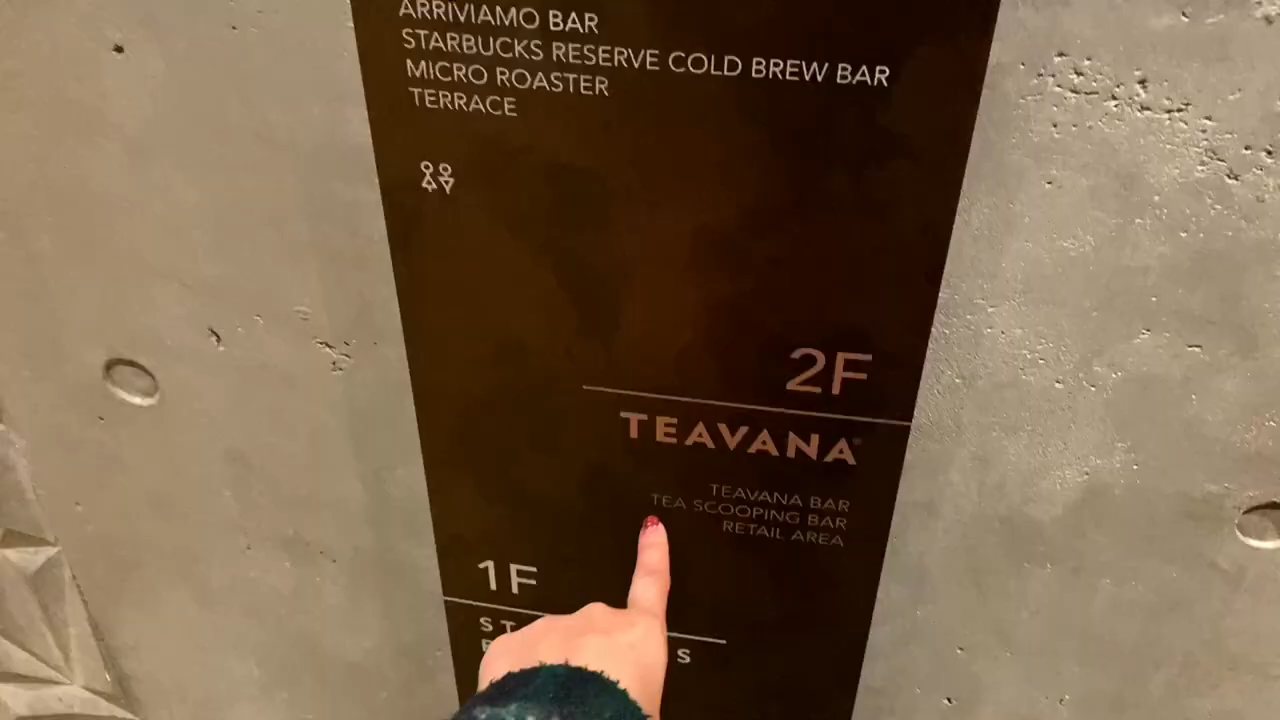 ARRIVIAMO BAR
STARBUCKS RESERVE COLD BREW BAR
MICRO ROASTER
TERRACE
2F
TEAVANA®
TEAVANA BAR
TEA SCOOPING BAR
RETAIL AREA
1F